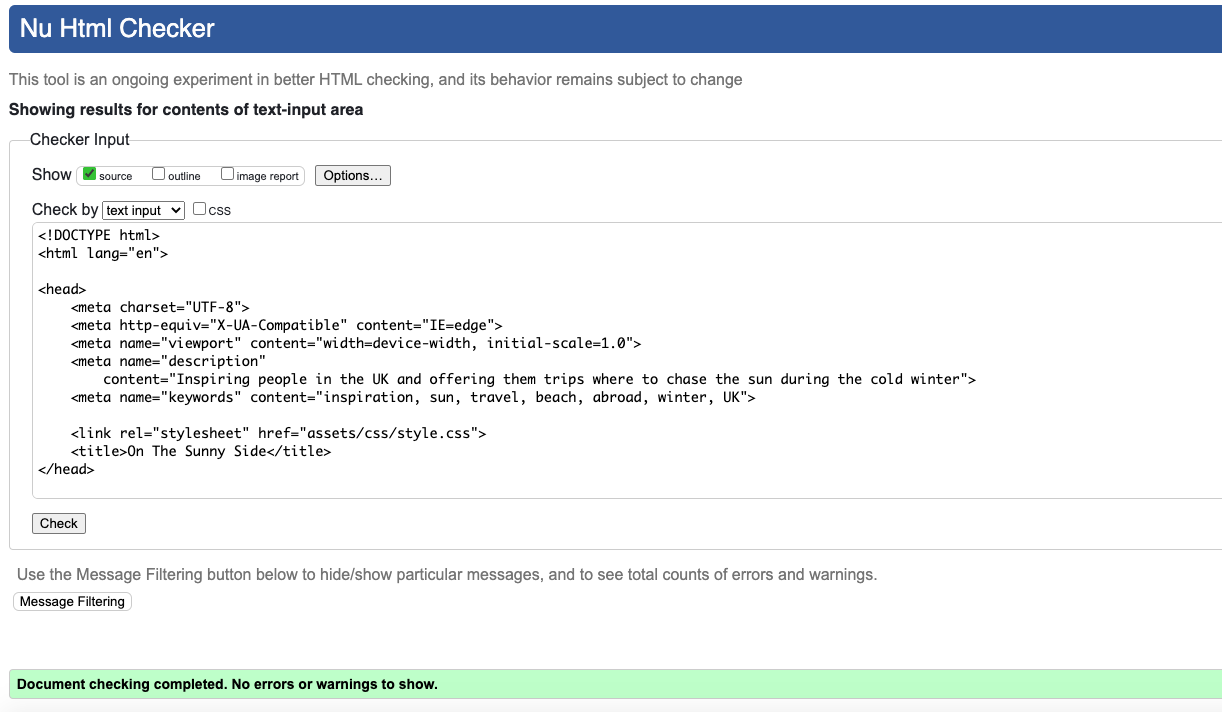 Nu Html Checker
This tool is an ongoing experiment in better HTML checking, and its behavior remains subject to change
Showing results for contents of text-input area
Checker Input
Show source outline image report Options...
Check by text input CSS
<!DOCTYPE html>
<html lang="en">
<head>
    <meta charset="UTF-8">
    <meta http-equiv="X-UA-Compatible" content="IE=edge">
    <meta name="viewport" content="width=device-width, initial-scale=1.0">
    <meta name="description"
        content="Inspiring people in the UK and offering them trips where to chase the sun during the cold winter">
    <meta name="keywords" content="inspiration, sun, travel, beach, abroad, winter, UK">
    <link rel="stylesheet" href="assets/css/style.css">
    <title>On The Sunny Side</title>
</head>
Check
Use the Message Filtering button below to hide/show particular messages, and to see total counts of errors and warnings.
Message Filtering
Document checking completed. No errors or warnings to show.